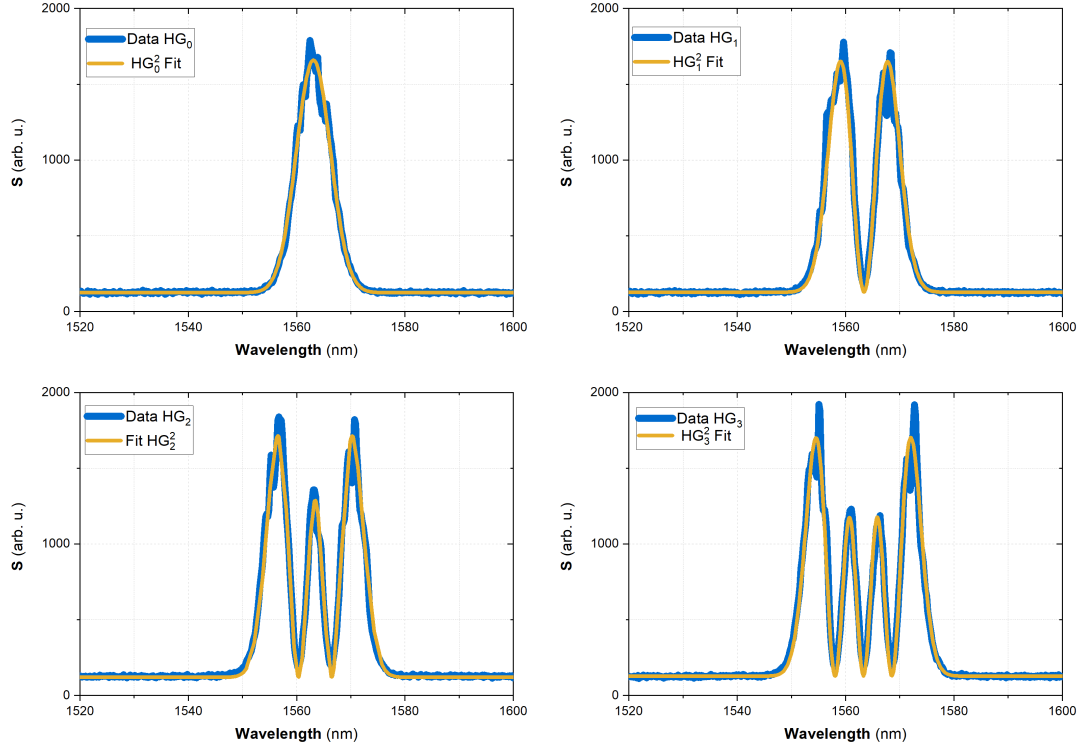 2000
1000
0
S (arb. u.)
Data HG₀
HG₀² Fit
1520 1540 1560 1580 1600
Wavelength (nm)
2000
1000
0
S (arb. u.)
Data HG₁
HG₁² Fit
1520 1540 1560 1580 1600
Wavelength (nm)
2000
1000
0
S (arb. u.)
Data HG₂
Fit HG₂²
1520 1540 1560 1580 1600
Wavelength (nm)
2000
1000
0
S (arb. u.)
Data HG₃
HG₃² Fit
1520 1540 1560 1580 1600
Wavelength (nm)